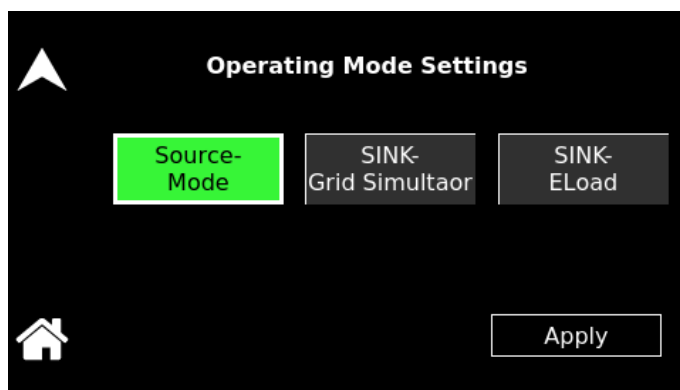 Operating Mode Settings
Source-
Mode
SINK-
Grid Simultaor
SINK-
ELoad
Apply